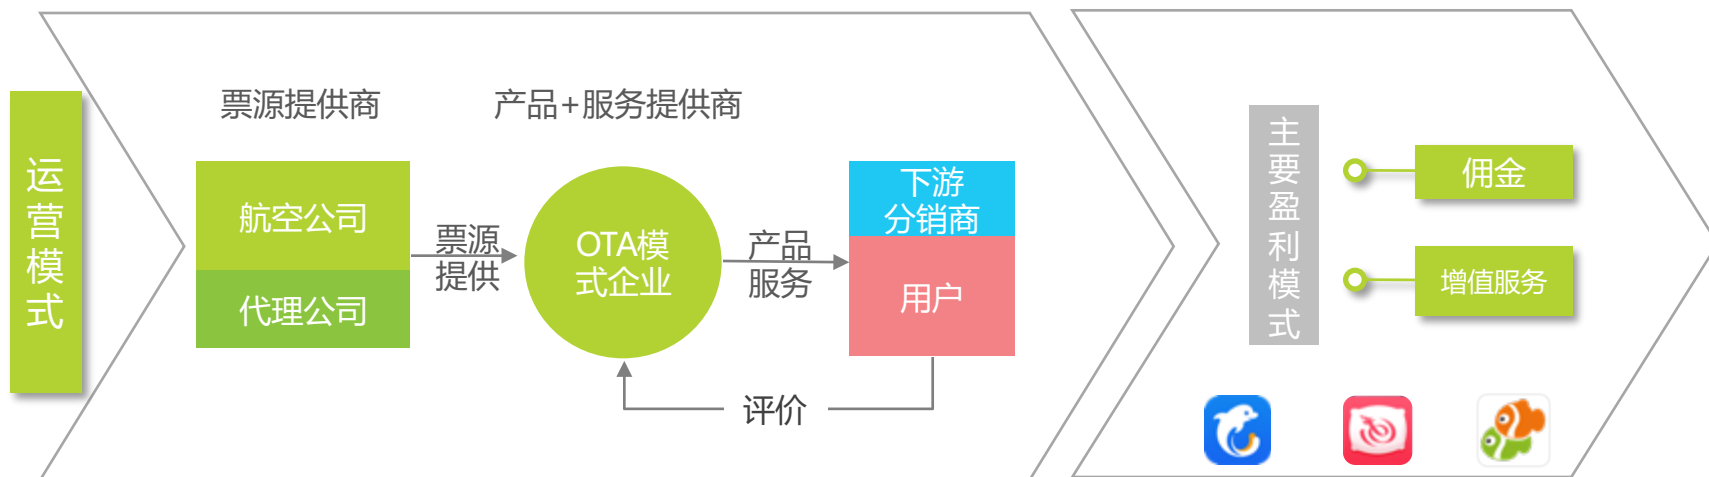 运
营
模
式
票源提供商
产品+服务提供商
航空公司
代理公司
票源
提供
OTA模
式企业
产品
服务
下游
分销商
用户
评价
主
要
盈
利
模
式
佣金
增值服务